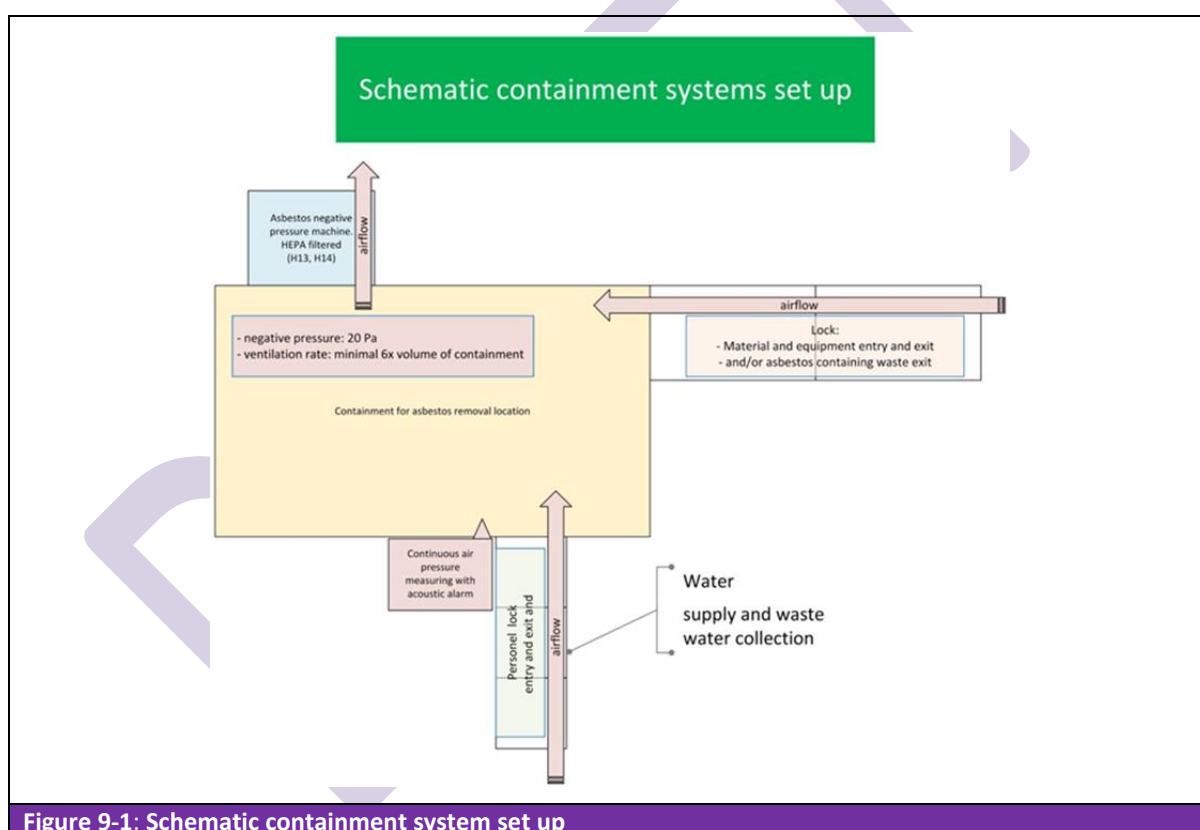 Schematic containment systems set up
Asbestos negative
pressure machine.
HEPA filtered
(H13, H14)
airflow
airflow
- negative pressure: 20 Pa
- ventilation rate: minimal 6x volume of containment
Lock:
- Material and equipment entry and exit
- and/or asbestos containing waste exit
Containment for asbestos removal location
Continuous air
pressure
measuring with
acoustic alarm
Personel lock
entry and exit and
airflow
Water
supply and waste
water collection
Figure 9-1: Schematic containment system set up